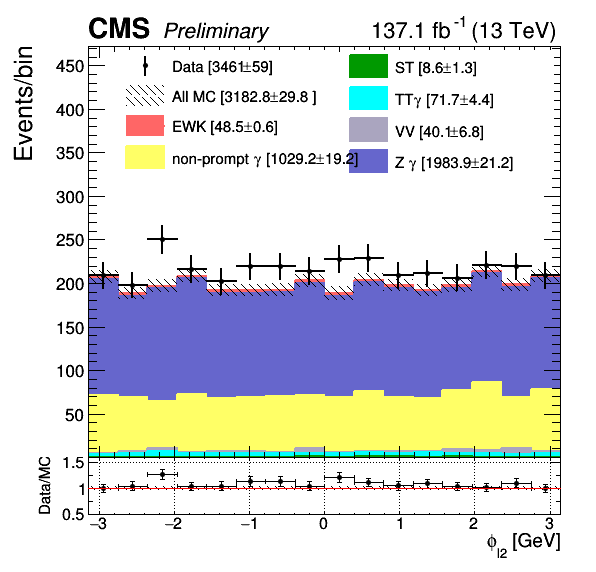 CMS Preliminary 137.1 fb⁻¹ (13 TeV)
Events/bin
450
400
350
300
250
200
150
100
50
Data [3461±59]
All MC [3182.8±29.8 ]
EWK [48.5±0.6]
non-prompt γ [1029.2±19.2]
ST [8.6±1.3]
TTγ [71.7±4.4]
VV [40.1±6.8]
Z γ [1983.9±21.2]
Data/MC
1.5
1
0.5
−3 −2 −1 0 1 2 3
ϕl2 [GeV]